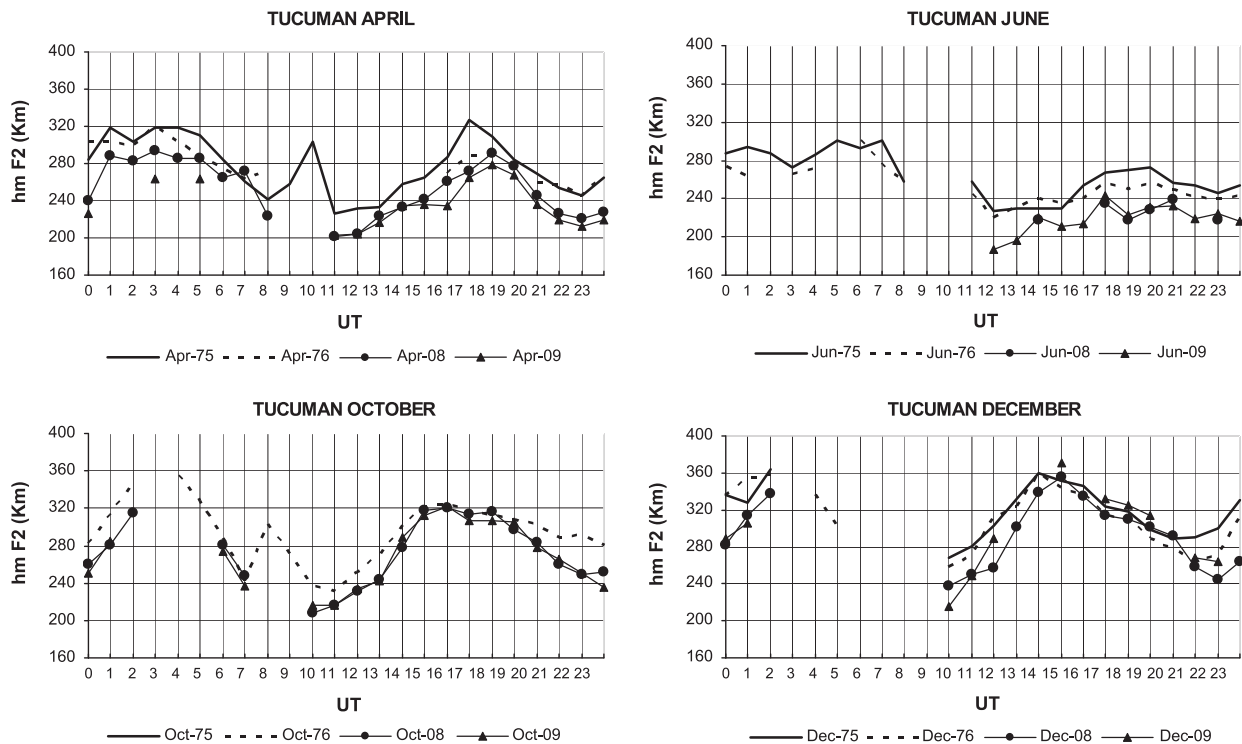 TUCUMAN APRIL
hm F2 (Km)
400
360
320
280
240
200
160
0 1 2 3 4 5 6 7 8 9 10 11 12 13 14 15 16 17 18 19 20 21 22 23
UT
Apr-75 Apr-76 Apr-08 Apr-09
TUCUMAN JUNE
hm F2 (Km)
400
360
320
280
240
200
160
0 1 2 3 4 5 6 7 8 9 10 11 12 13 14 15 16 17 18 19 20 21 22 23
UT
Jun-75 Jun-76 Jun-08 Jun-09
TUCUMAN OCTOBER
hm F2 (Km)
400
360
320
280
240
200
160
0 1 2 3 4 5 6 7 8 9 10 11 12 13 14 15 16 17 18 19 20 21 22 23
UT
Oct-75 Oct-76 Oct-08 Oct-09
TUCUMAN DECEMBER
hm F2 (Km)
400
360
320
280
240
200
160
0 1 2 3 4 5 6 7 8 9 10 11 12 13 14 15 16 17 18 19 20 21 22 23
UT
Dec-75 Dec-76 Dec-08 Dec-09